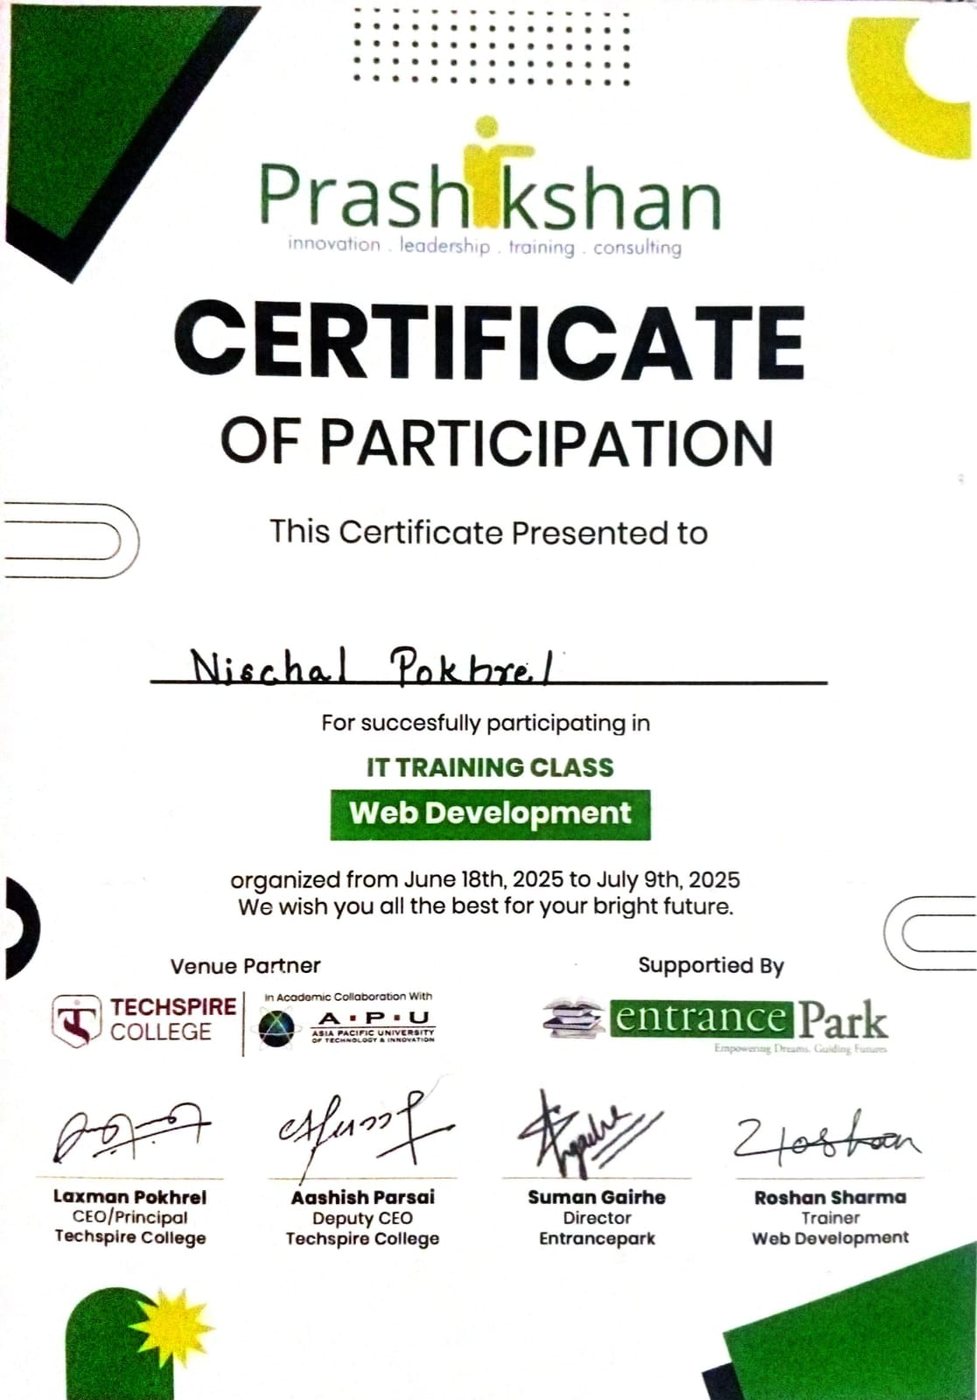 Prashikshan
innovation . leadership . training . consulting
CERTIFICATE
OF PARTICIPATION
This Certificate Presented to
Nischal Pokhrel
For succesfully participating in
IT TRAINING CLASS
Web Development
organized from June 18th, 2025 to July 9th, 2025
We wish you all the best for your bright future.
Venue Partner
TECHSPIRE
COLLEGE
In Academic Collaboration With
A·P·U
ASIA PACIFIC UNIVERSITY
OF TECHNOLOGY & INNOVATION
Supportied By
entrance Park
Empowering Dreams, Guiding Futures
Laxman Pokhrel
CEO/Principal
Techspire College
Aashish Parsai
Deputy CEO
Techspire College
Suman Gairhe
Director
Entrancepark
Roshan Sharma
Trainer
Web Development